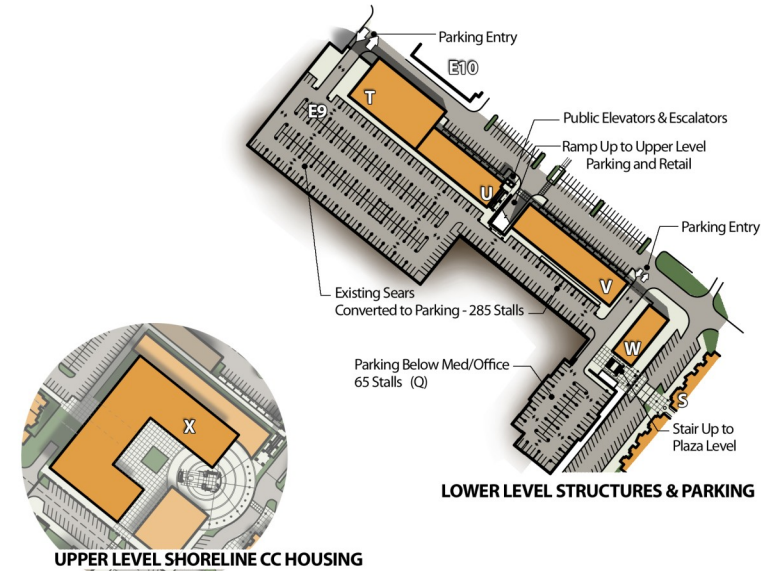 Parking Entry
E10
T
E9
Public Elevators & Escalators
Ramp Up to Upper Level
Parking and Retail
U
Parking Entry
V
Existing Sears
Converted to Parking - 285 Stalls
W
Parking Below Med/Office
65 Stalls (Q)
S
X
Stair Up to
Plaza Level
LOWER LEVEL STRUCTURES & PARKING
UPPER LEVEL SHORELINE CC HOUSING